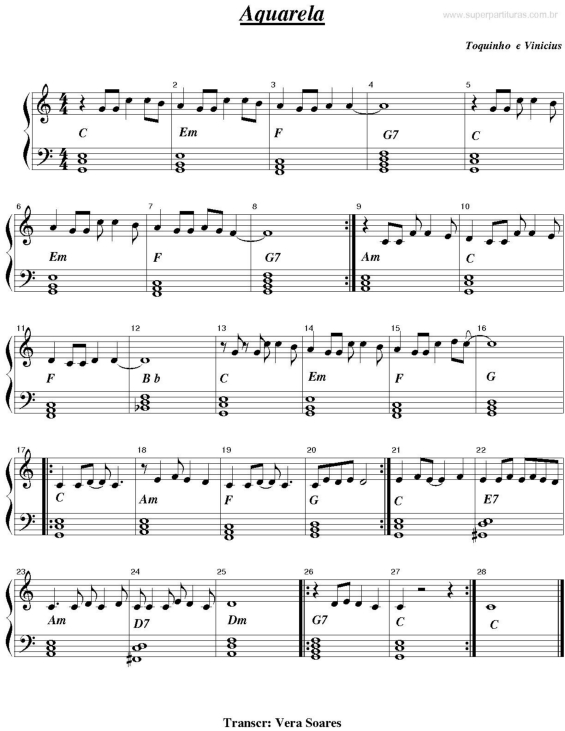 Aquarela
www.superpartituras.com.br
Toquinho e Vinicius
2 3 4 5
C Em F G7 C
6 7 8 9 10
Em F G7 Am C
11 12 13 14 15 16
F B b C Em F G
17 18 19 20 21 22
C Am F G C E7
23 24 25 26 27 28
Am D7 Dm G7 C C
Transcr: Vera Soares